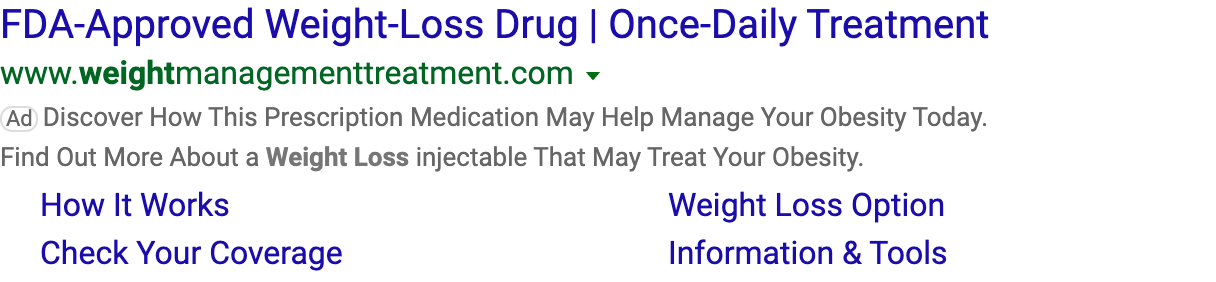 FDA-Approved Weight-Loss Drug | Once-Daily Treatment
www.weightmanagementtreatment.com
Ad Discover How This Prescription Medication May Help Manage Your Obesity Today.
Find Out More About a Weight Loss injectable That May Treat Your Obesity.
How It Works Weight Loss Option
Check Your Coverage Information & Tools